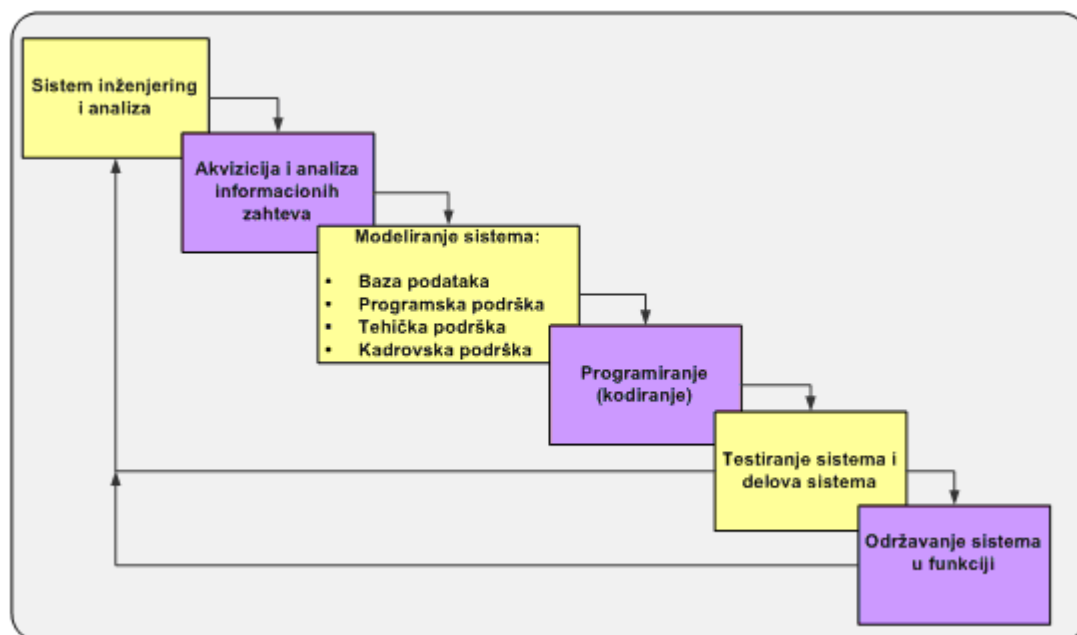 Sistem inženjering
i analiza
Akvizicija i analiza
informacionih
zahteva
Modeliranje sistema:
• Baza podataka
• Programska podrška
• Tehička podrška
• Kadrovska podrška
Programiranje
(kodiranje)
Testiranje sistema i
delova sistema
Održavanje sistema
u funkciji